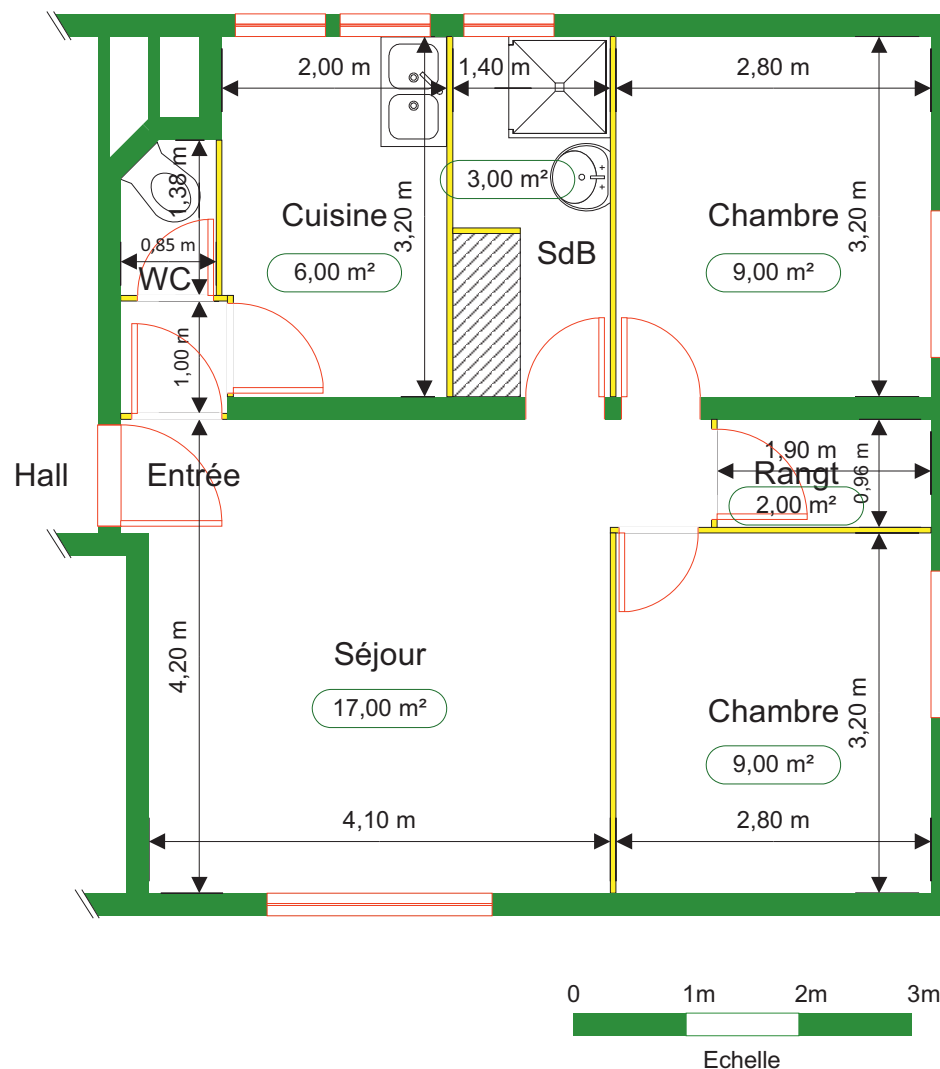 2,00 m
1,40 m
2,80 m
1,38 m
3,00 m²
Cuisine
3,20 m
Chambre
3,20 m
0,85 m
SdB
WC
6,00 m²
9,00 m²
1,00 m
1,90 m
Hall
Entrée
Rangt
0,96 m
2,00 m²
4,20 m
Séjour
17,00 m²
Chambre
3,20 m
9,00 m²
4,10 m
2,80 m
0 1m 2m 3m
Echelle